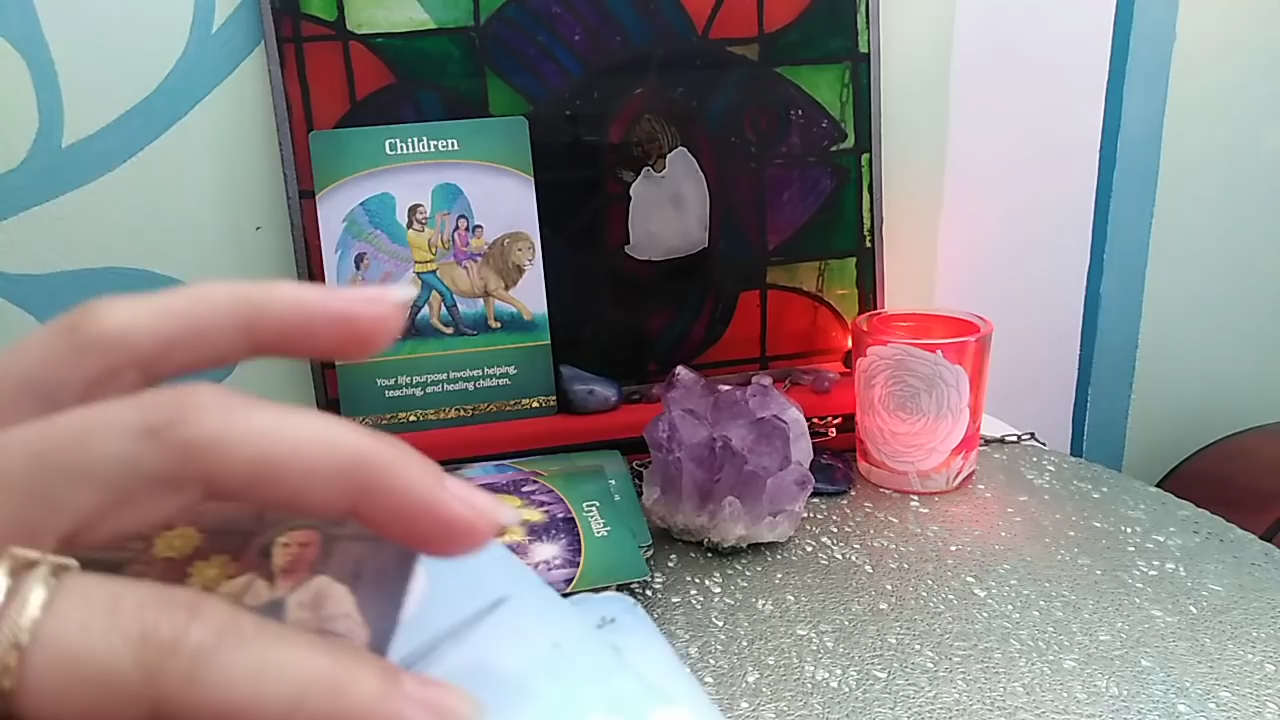 Children
Your life purpose involves helping,
teaching, and healing children.
Crystals